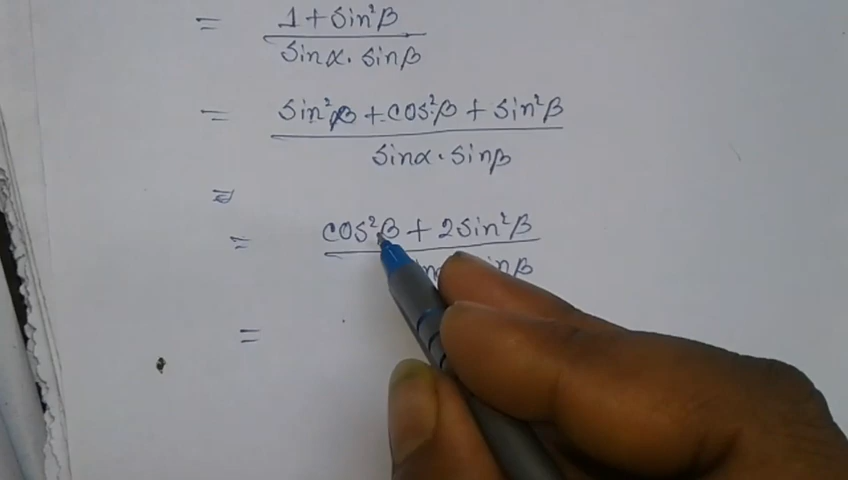 = 1 + sin²β
sinα · sinβ
= sin²β + cos²β + sin²β
sinα · sinβ
= cos²β + 2sin²β
=